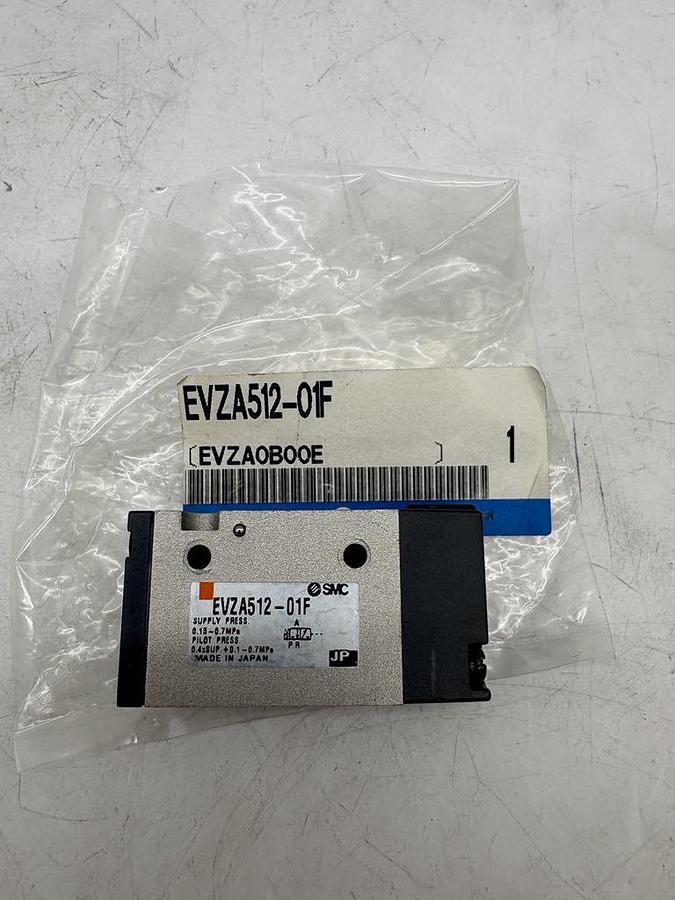 EVZA512-01F
[EVZA0B00E ] 1
SMC
EVZA512-01F
SUPPLY PRESS.
0.15-0.7MPa
PILOT PRESS.
0.4xSUP.+0.1-0.7MPa
MADE IN JAPAN
A
P R
JP